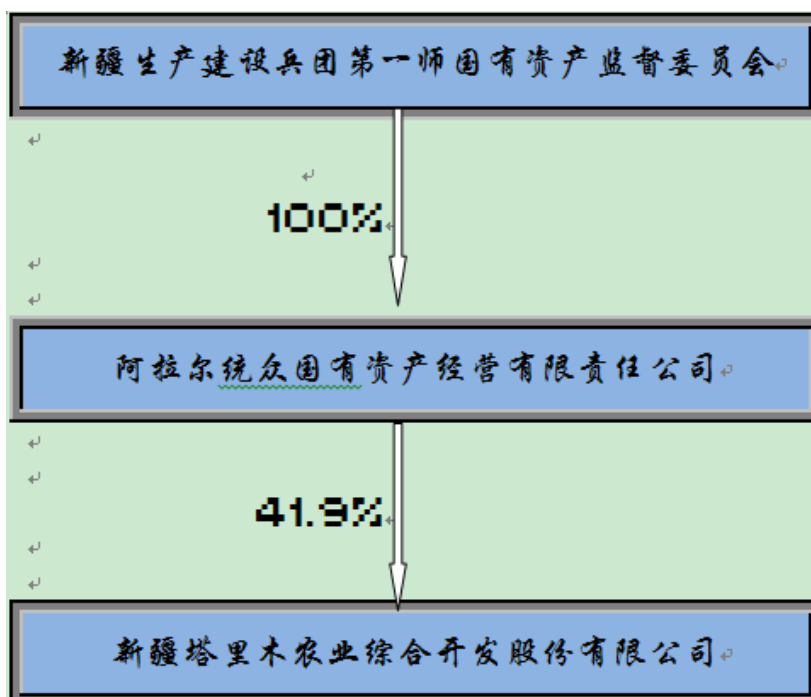 新疆生产建设兵团第一师国有资产监督委员会
100%
阿拉尔统众国有资产经营有限责任公司
41.9%
新疆塔里木农业综合开发股份有限公司